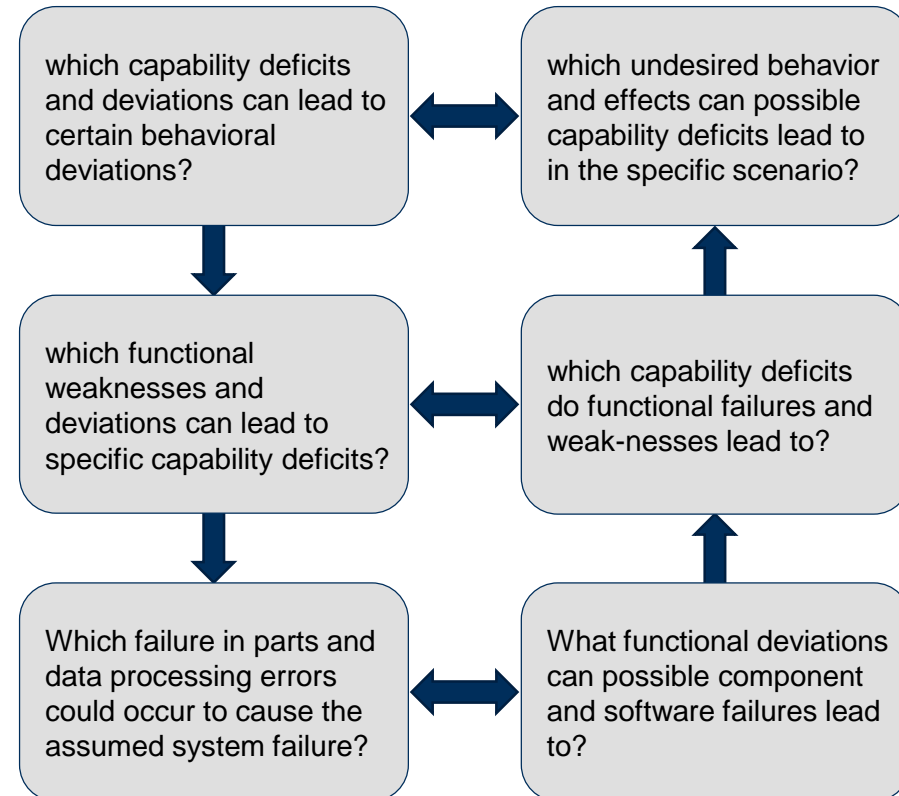 which capability deficits
and deviations can lead to
certain behavioral
deviations?
which undesired behavior
and effects can possible
capability deficits lead to
in the specific scenario?
which functional
weaknesses and
deviations can lead to
specific capability deficits?
which capability deficits
do functional failures and
weak-nesses lead to?
Which failure in parts and
data processing errors
could occur to cause the
assumed system failure?
What functional deviations
can possible component
and software failures lead
to?